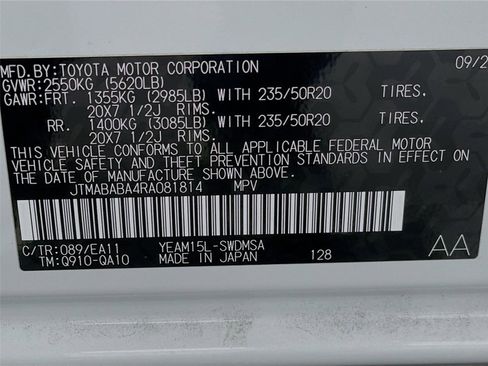 MFD. BY: TOYOTA MOTOR CORPORATION 09/2
GVWR: 2550KG (5620LB)
GAWR: FRT. 1355KG (2985LB) WITH 235/50R20 TIRES.
20X7 1/2J RIMS.
RR. 1400KG (3085LB) WITH 235/50R20 TIRES.
20X7 1/2J RIMS.
THIS VEHICLE CONFORMS TO ALL APPLICABLE FEDERAL MOTOR
VEHICLE SAFETY AND THEFT PREVENTION STANDARDS IN EFFECT
ON THE DATE OF MANUFACTURE SHOWN ABOVE.
JTMABABA4RA081814 MPV
C/TR: 089/EA11 YEAM15L-SWDMSA AA
TM: Q910-QA10 MADE IN JAPAN 128